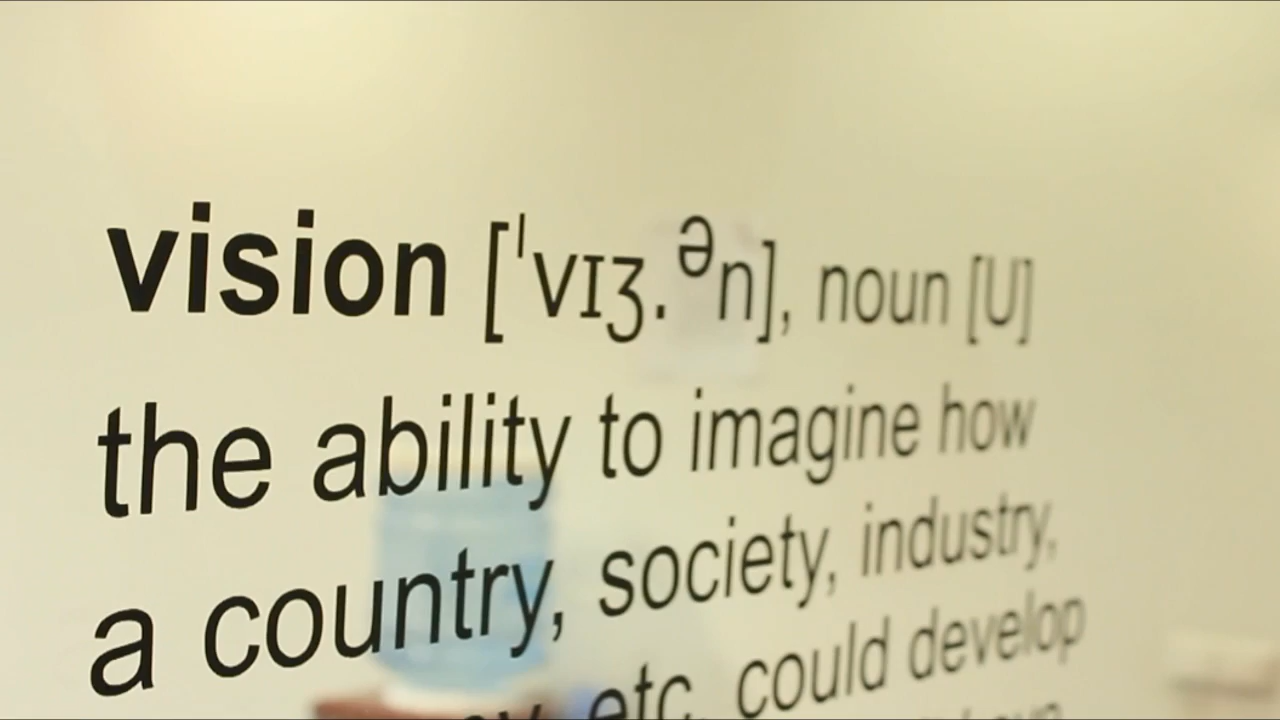 vision [ˈvɪʒ.ᵊn], noun [U]
the ability to imagine how
a country, society, industry,
etc. could develop